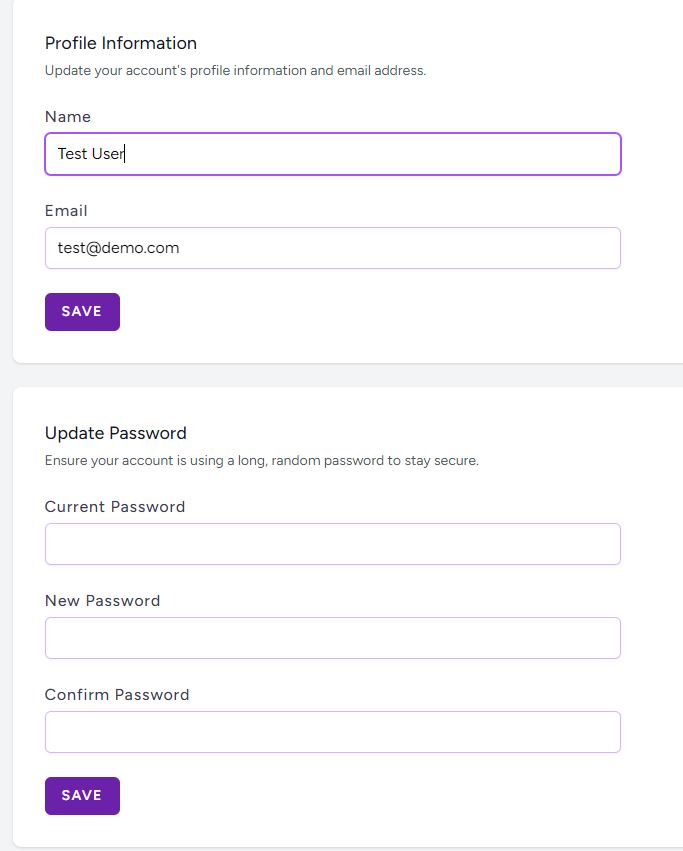 Profile Information
Update your account's profile information and email address.
Name
Test User
Email
test@demo.com
SAVE
Update Password
Ensure your account is using a long, random password to stay secure.
Current Password
New Password
Confirm Password
SAVE